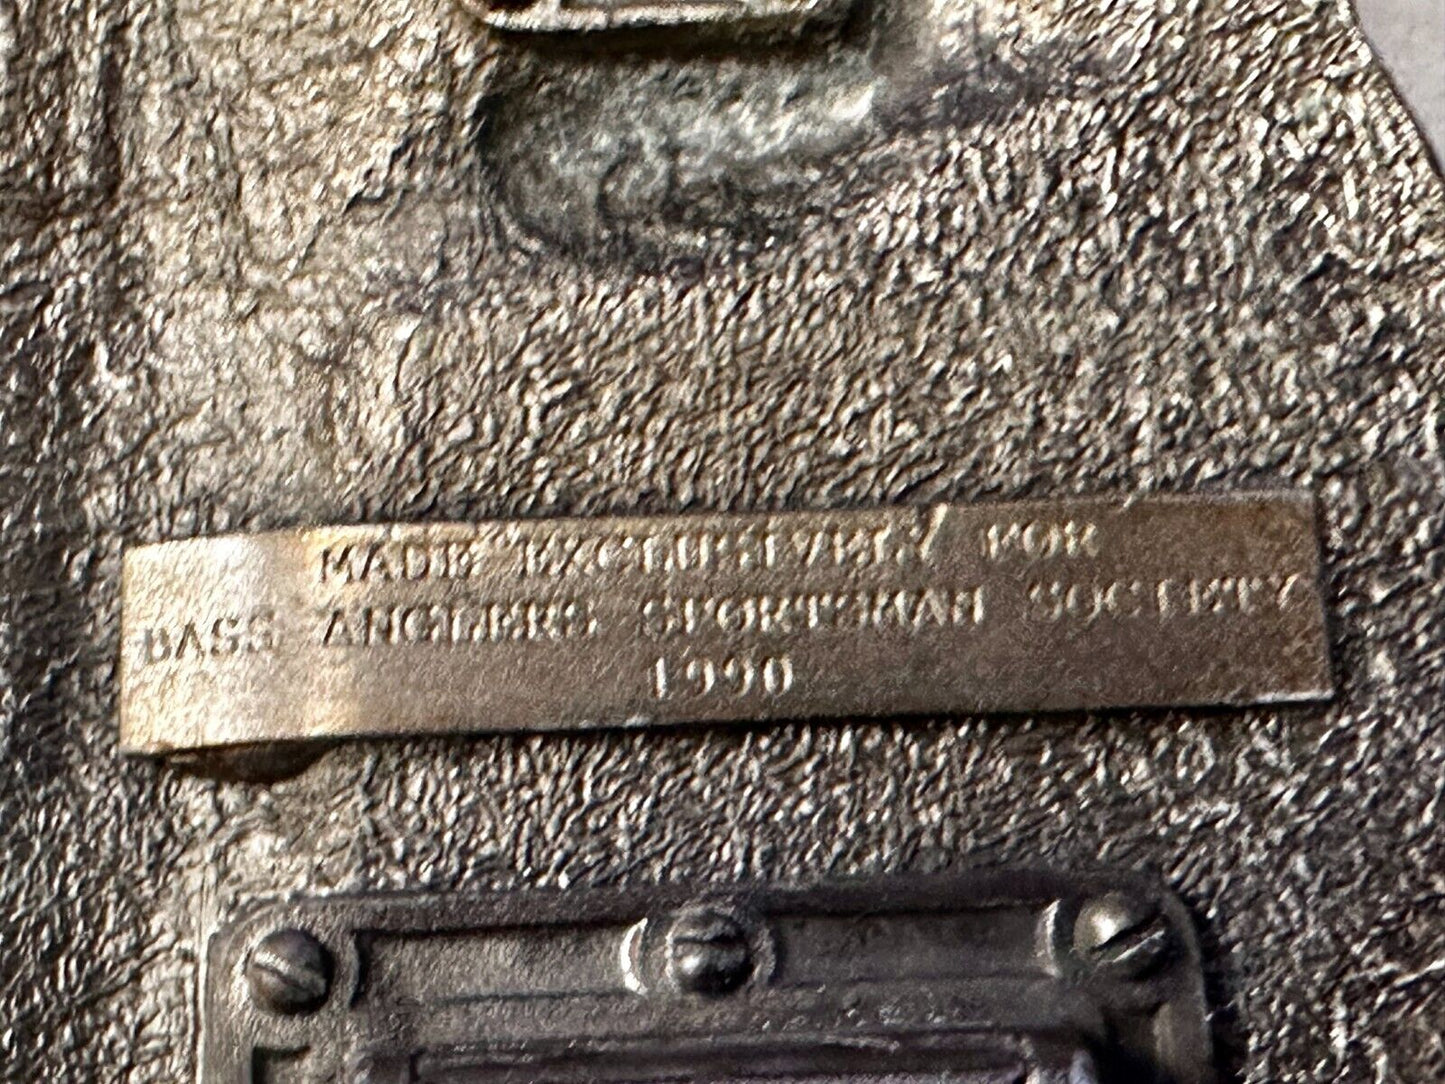 MADE EXCLUSIVELY FOR
BASS ANGLERS SPORTSMAN SOCIETY
1990